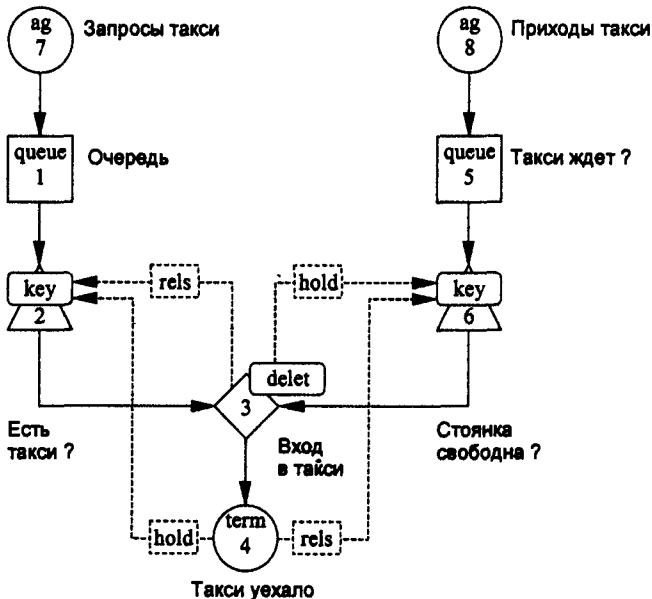 ag
7
Запросы такси
ag
8
Приходы такси
queue
1
Очередь
queue
5
Такси ждет ?
key
2
rels
hold
key
6
delet
3
Есть
такси ?
Вход
в такси
Стоянка
свободна ?
hold
term
4
rels
Такси уехало